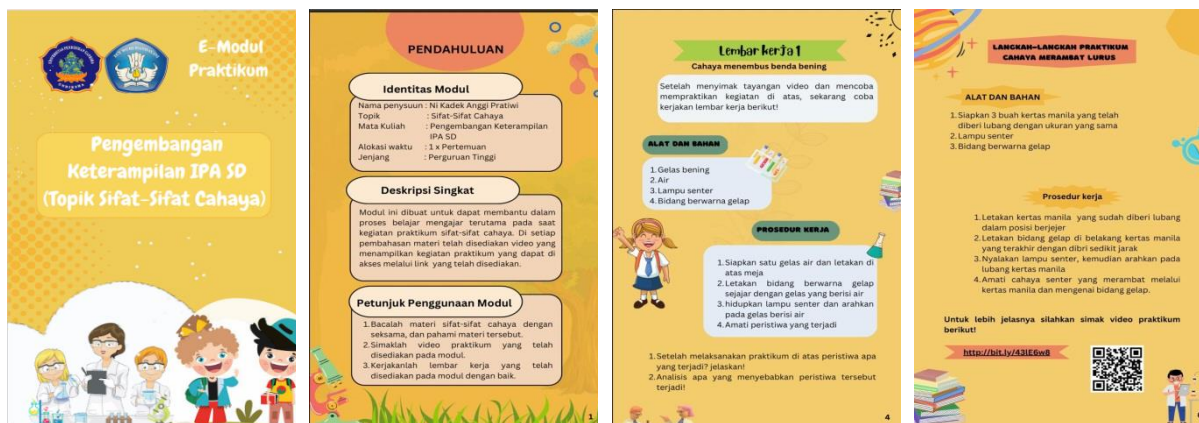 E-Modul
Praktikum
Pengembangan
Keterampilan IPA SD
(Topik Sifat-Sifat Cahaya)
PENDAHULUAN
Identitas Modul
Nama penyusun : Ni Kadek Anggi Pratiwi
Topik : Sifat-Sifat Cahaya
Mata Kuliah : Pengembangan Keterampilan
IPA SD
Alokasi waktu : 1 x Pertemuan
Jenjang : Perguruan Tinggi
Deskripsi Singkat
Modul ini dibuat untuk dapat membantu dalam
proses belajar mengajar terutama pada saat
kegiatan praktikum sifat-sifat cahaya. Di setiap
pembahasan materi telah disediakan video yang
menampilkan kegiatan praktikum yang dapat di
akses melalui link yang telah disediakan.
Petunjuk Penggunaan Modul
1. Bacalah materi sifat-sifat cahaya dengan
seksama, dan pahami materi tersebut.
2. Simaklah video praktikum yang telah
disediakan pada modul.
3. Kerjakanlah lembar kerja yang telah
disediakan pada modul dengan baik.
1
Lembar kerja 1
Cahaya menembus benda bening
Setelah menyimak tayangan video dan mencoba
mempraktikan kegiatan di atas, sekarang coba
kerjakan lembar kerja berikut!
ALAT DAN BAHAN
1. Gelas bening
2. Air
3. Lampu senter
4. Bidang berwarna gelap
PROSEDUR KERJA
1. Siapkan satu gelas air dan letakan di
atas meja
2. Letakan bidang berwarna gelap
sejajar dengan gelas yang berisi air
3. hidupkan lampu senter dan arahkan
pada gelas berisi air
4. Amati peristiwa yang terjadi
1. Setelah melaksanakan praktikum di atas peristiwa apa
yang terjadi? jelaskan!
2. Analisis apa yang menyebabkan peristiwa tersebut
terjadi!
4
LANGKAH-LANGKAH PRAKTIKUM
CAHAYA MERAMBAT LURUS
ALAT DAN BAHAN
1. Siapkan 3 buah kertas manila yang telah
diberi lubang dengan ukuran yang sama
2. Lampu senter
3. Bidang berwarna gelap
Prosedur kerja
1. Letakan kertas manila yang sudah diberi lubang
dalam posisi berjejer
2. Letakan bidang gelap di belakang kertas manila
yang terakhir dengan dibri sedikit jarak
3. Nyalakan lampu senter, kemudian arahkan pada
lubang kertas manila
4. Amati cahaya senter yang merambat melalui
kertas manila dan mengenai bidang gelap.
Untuk lebih jelasnya silahkan simak video praktikum
berikut!
http://bit.ly/43IE6w8